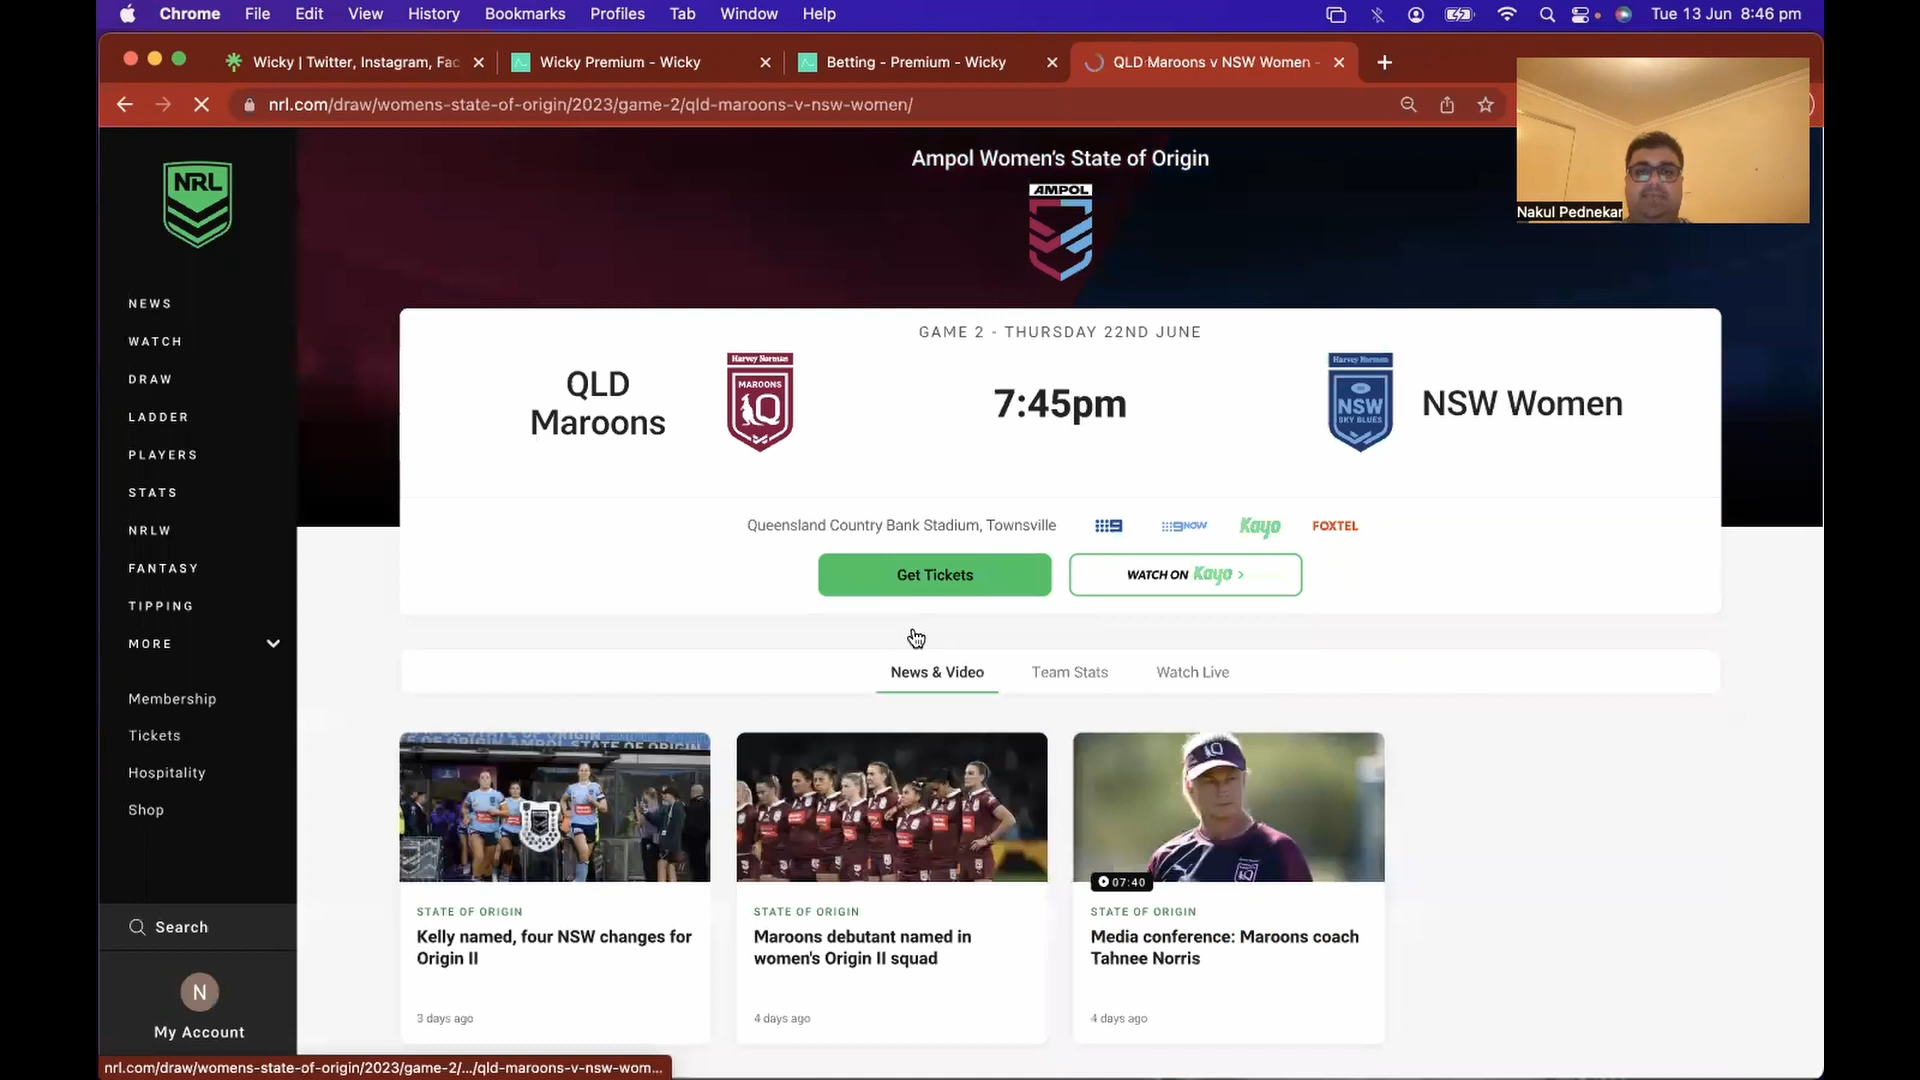 Chrome File Edit View History Bookmarks Profiles Tab Window Help Tue 13 Jun 8:46 pm
Wicky | Twitter, Instagram, Fac Wicky Premium - Wicky Betting - Premium - Wicky QLD Maroons v NSW Women -
nrl.com/draw/womens-state-of-origin/2023/game-2/qld-maroons-v-nsw-women/
Nakul Pednekar
NRL
NEWS
WATCH
DRAW
LADDER
PLAYERS
STATS
NRLW
FANTASY
TIPPING
MORE
Membership
Tickets
Hospitality
Shop
Search
N
My Account
Ampol Women's State of Origin
AMPOL
GAME 2 - THURSDAY 22ND JUNE
QLD
Maroons
Harvey Norman
MAROONS
Q
7:45pm
Harvey Norman
NSW
SKY BLUES
NSW Women
Queensland Country Bank Stadium, Townsville 9 9NOW Kayo FOXTEL
Get Tickets WATCH ON Kayo >
News & Video Team Stats Watch Live
STATE OF ORIGIN
Kelly named, four NSW changes for
Origin II
3 days ago
STATE OF ORIGIN
Maroons debutant named in
women's Origin II squad
4 days ago
07:40
STATE OF ORIGIN
Media conference: Maroons coach
Tahnee Norris
4 days ago
nrl.com/draw/womens-state-of-origin/2023/game-2/.../qld-maroons-v-nsw-wom...